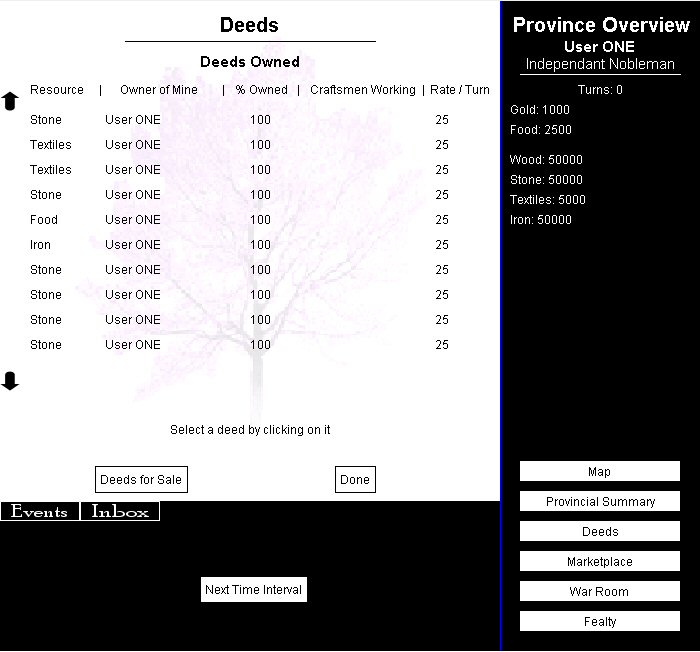 Deeds
Deeds Owned
Resource | Owner of Mine | % Owned | Craftsmen Working | Rate / Turn
Stone User ONE 100 25
Textiles User ONE 100 25
Textiles User ONE 100 25
Stone User ONE 100 25
Food User ONE 100 25
Iron User ONE 100 25
Stone User ONE 100 25
Stone User ONE 100 25
Stone User ONE 100 25
Stone User ONE 100 25
Select a deed by clicking on it
Deeds for Sale Done
Events Inbox
Next Time Interval
Province Overview
User ONE
Independant Nobleman
Turns: 0
Gold: 1000
Food: 2500
Wood: 50000
Stone: 50000
Textiles: 5000
Iron: 50000
Map
Provincial Summary
Deeds
Marketplace
War Room
Fealty